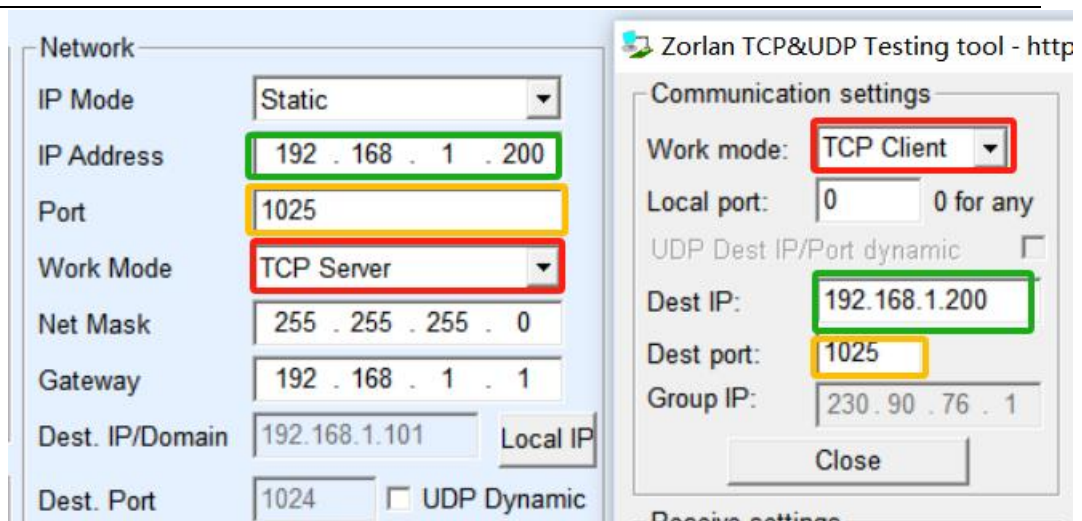 Network
IP Mode Static
IP Address 192 . 168 . 1 . 200
Port 1025
Work Mode TCP Server
Net Mask 255 . 255 . 255 . 0
Gateway 192 . 168 . 1 . 1
Dest. IP/Domain 192.168.1.101 Local IP
Dest. Port 1024 UDP Dynamic
Zorlan TCP&UDP Testing tool - http
Communication settings
Work mode: TCP Client
Local port: 0 0 for any
UDP Dest IP/Port dynamic
Dest IP: 192.168.1.200
Dest port: 1025
Group IP: 230 . 90 . 76 . 1
Close
Receive settings